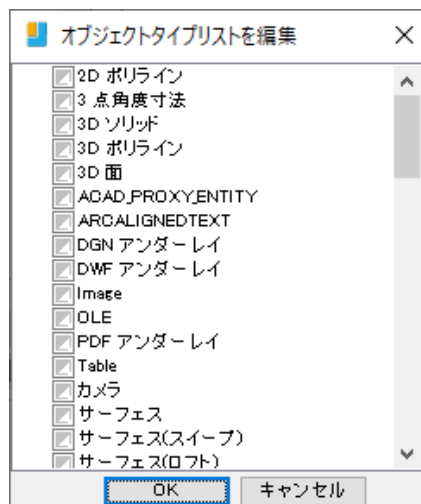 オブジェクトタイプリストを編集
2D ポリライン
3 点角度寸法
3D ソリッド
3D ポリライン
3D 面
ACAD_PROXY_ENTITY
ARCALIGNEDTEXT
DGN アンダーレイ
DWF アンダーレイ
Image
OLE
PDF アンダーレイ
Table
カメラ
サーフェス
サーフェス(スイープ)
サーフェス(ロフト)
OK キャンセル